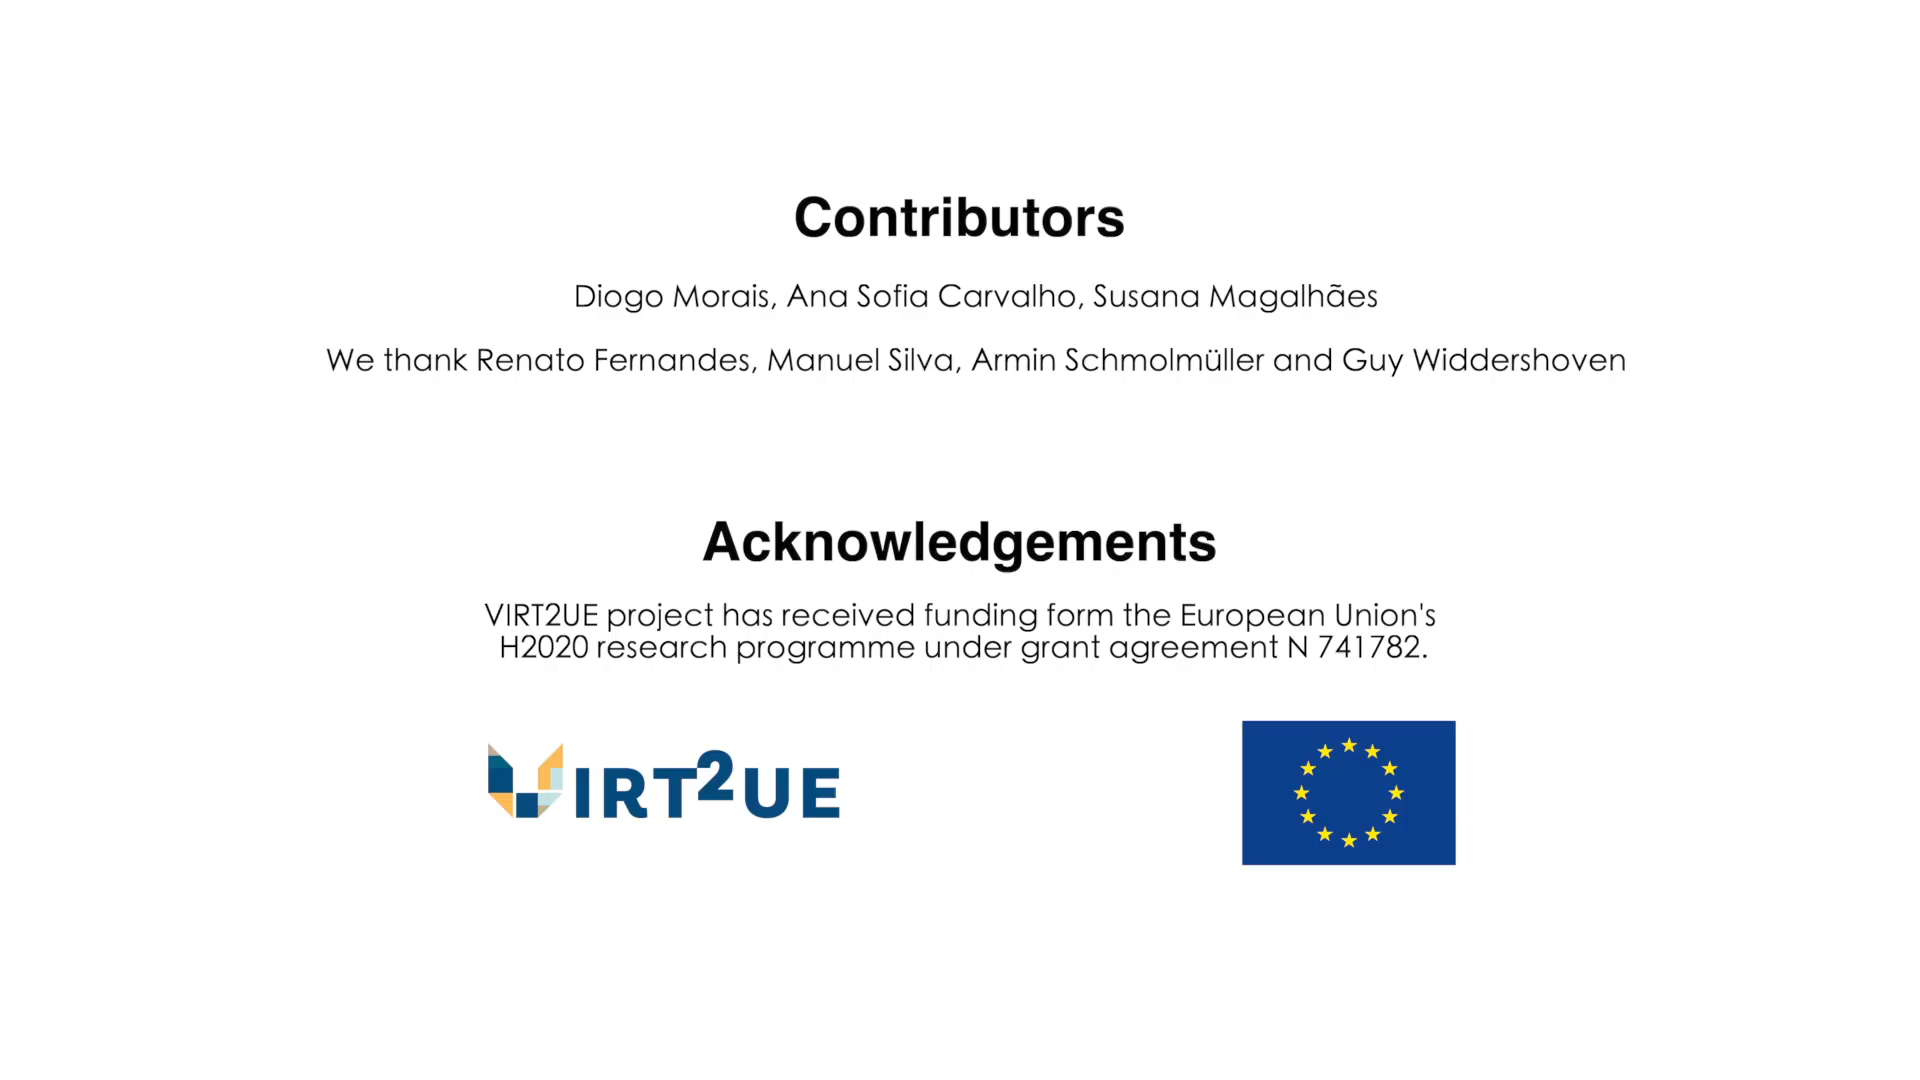 Contributors
Diogo Morais, Ana Sofia Carvalho, Susana Magalhães
We thank Renato Fernandes, Manuel Silva, Armin Schmolmüller and Guy Widdershoven
Acknowledgements
VIRT2UE project has received funding form the European Union's
H2020 research programme under grant agreement N 741782.
VIRT2UE